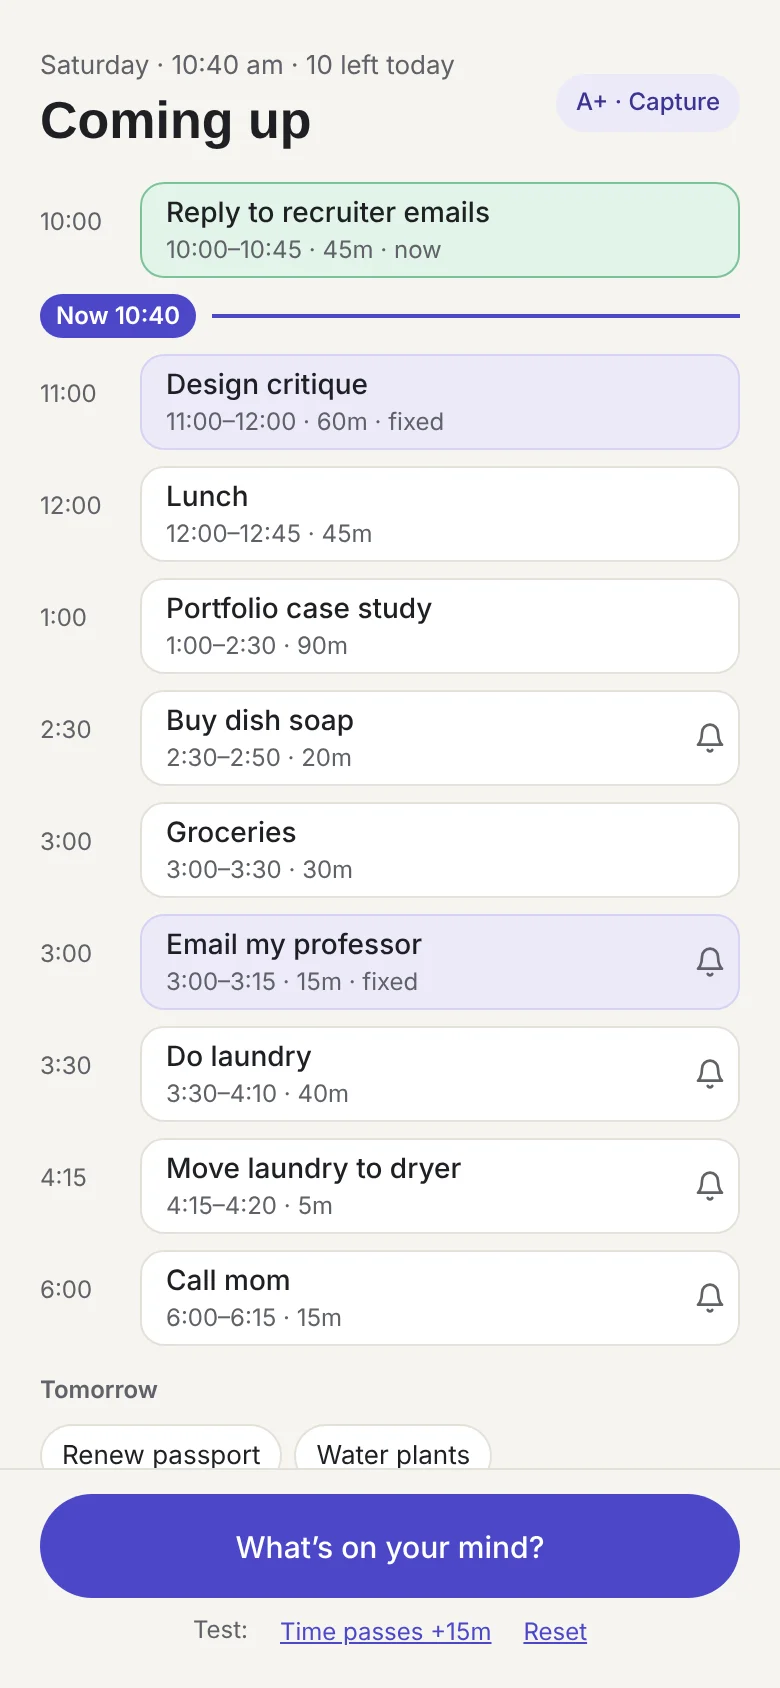 Saturday · 10:40 am · 10 left today
Coming up
A+ · Capture
10:00
Reply to recruiter emails
10:00–10:45 · 45m · now
Now 10:40
11:00
Design critique
11:00–12:00 · 60m · fixed
12:00
Lunch
12:00–12:45 · 45m
1:00
Portfolio case study
1:00–2:30 · 90m
2:30
Buy dish soap
2:30–2:50 · 20m
3:00
Groceries
3:00–3:30 · 30m
3:00
Email my professor
3:00–3:15 · 15m · fixed
3:30
Do laundry
3:30–4:10 · 40m
4:15
Move laundry to dryer
4:15–4:20 · 5m
6:00
Call mom
6:00–6:15 · 15m
Tomorrow
Renew passport
Water plants
What’s on your mind?
Test: Time passes +15m Reset